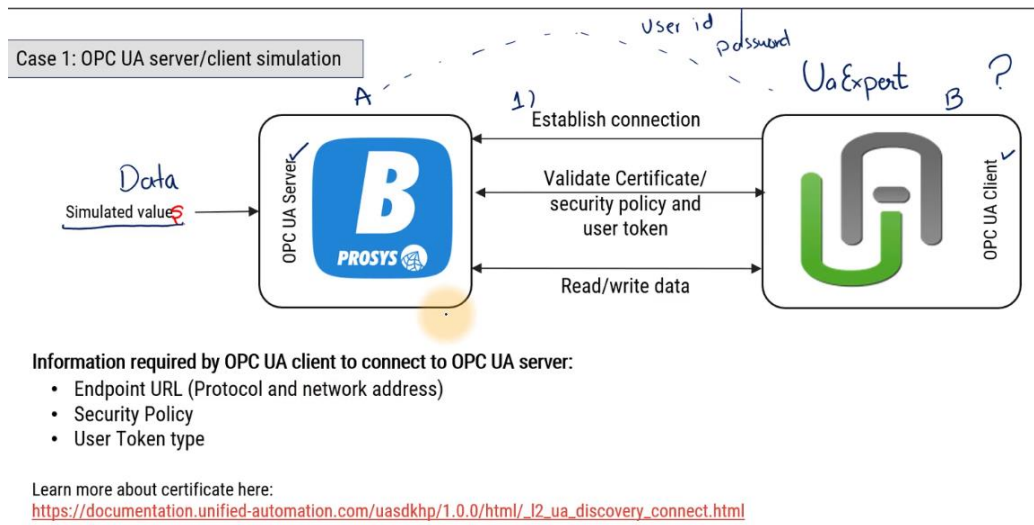 User id
password
Case 1: OPC UA server/client simulation
UaExpert
?
A
B
1)
Establish connection
Data
Simulated values
OPC UA Server
B
PROSYS
Validate Certificate/
security policy and
user token
OPC UA Client
Read/write data
Information required by OPC UA client to connect to OPC UA server:
• Endpoint URL (Protocol and network address)
• Security Policy
• User Token type
Learn more about certificate here:
https://documentation.unified-automation.com/uasdkhp/1.0.0/html/_l2_ua_discovery_connect.html